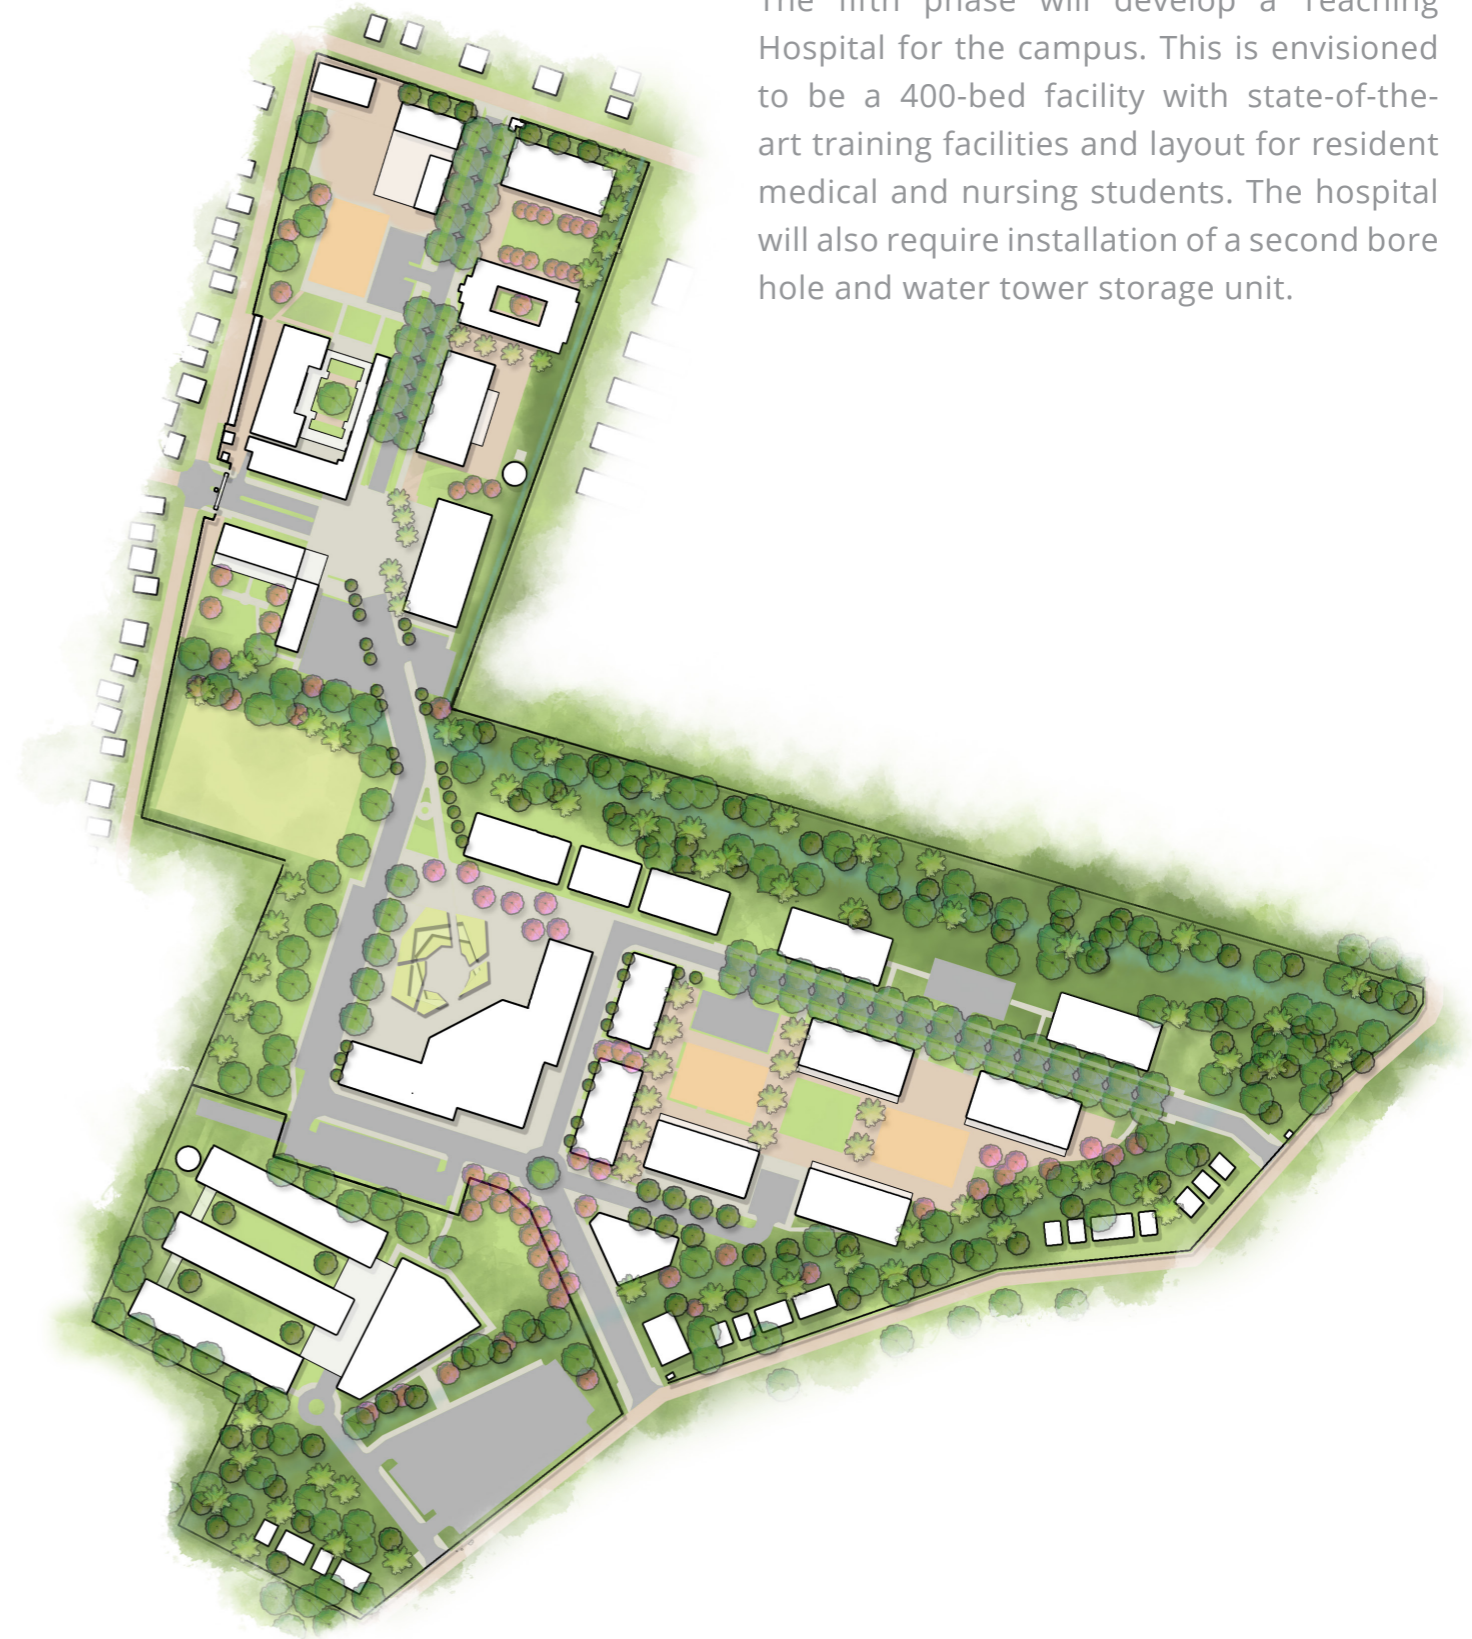 The fifth phase will develop a Teaching
Hospital for the campus. This is envisioned
to be a 400-bed facility with state-of-the-
art training facilities and layout for resident
medical and nursing students. The hospital
will also require installation of a second bore
hole and water tower storage unit.